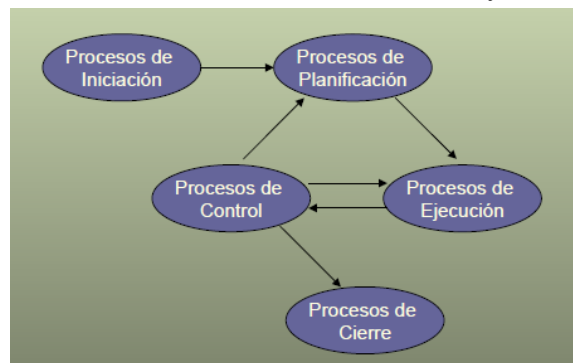 Procesos de
Iniciación
Procesos de
Planificación
Procesos de
Control
Procesos de
Ejecución
Procesos de
Cierre